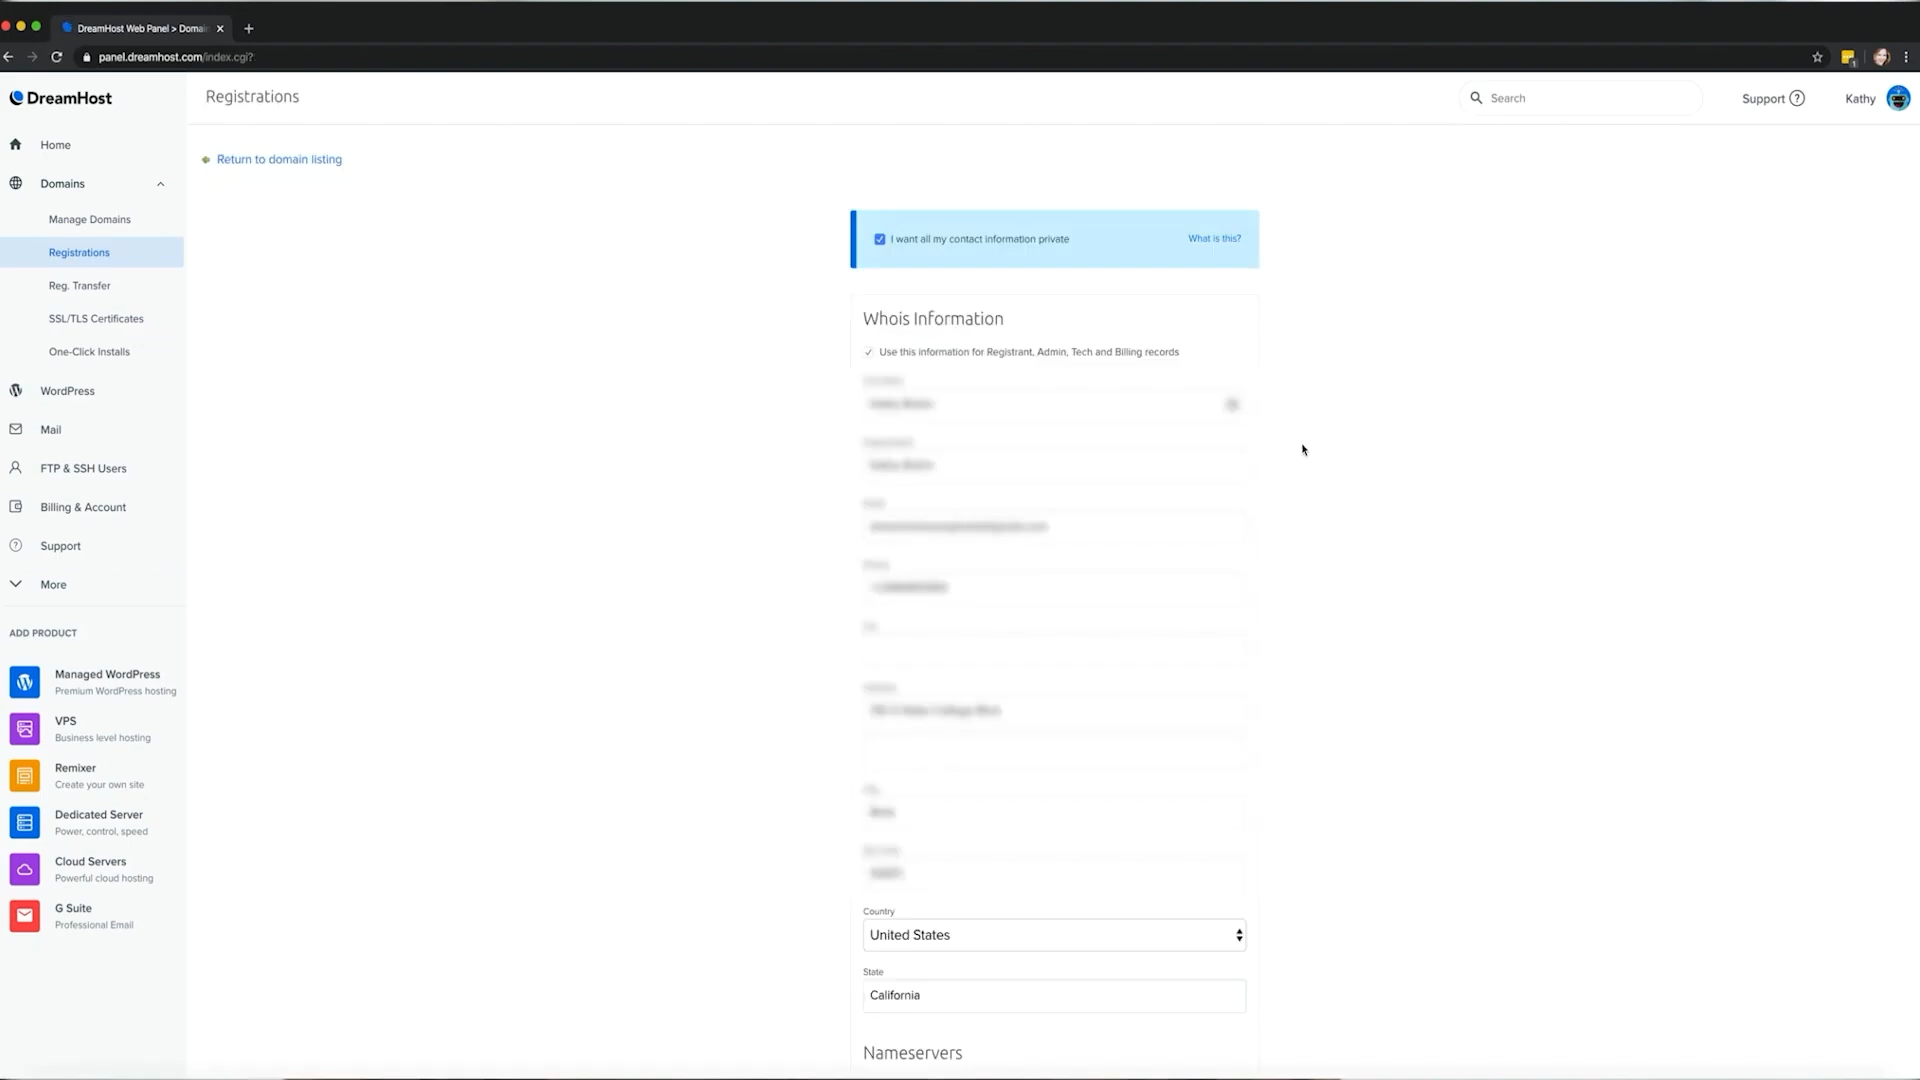 DreamHost Web Panel > Domai
panel.dreamhost.com/index.cgi?
1
DreamHost
Registrations
Search
Support ?
Kathy
Home
Domains
Manage Domains
Registrations
Reg. Transfer
SSL/TLS Certificates
One-Click Installs
WordPress
Mail
FTP & SSH Users
Billing & Account
Support
More
ADD PRODUCT
Managed WordPress
Premium WordPress hosting
VPS
Business level hosting
Remixer
Create your own site
Dedicated Server
Power, control, speed
Cloud Servers
Powerful cloud hosting
G Suite
Professional Email
Return to domain listing
I want all my contact information private
What is this?
Whois Information
Use this information for Registrant, Admin, Tech and Billing records
Country
United States
State
California
Nameservers